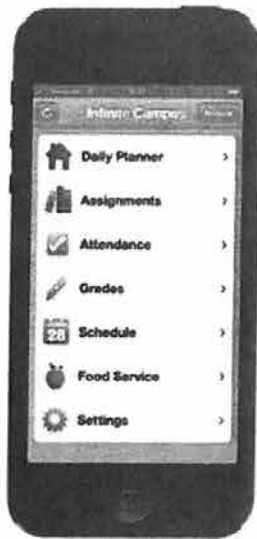 Infinite Campus
Daily Planner
Assignments
Attendance
Grades
28 Schedule
Food Service
Settings